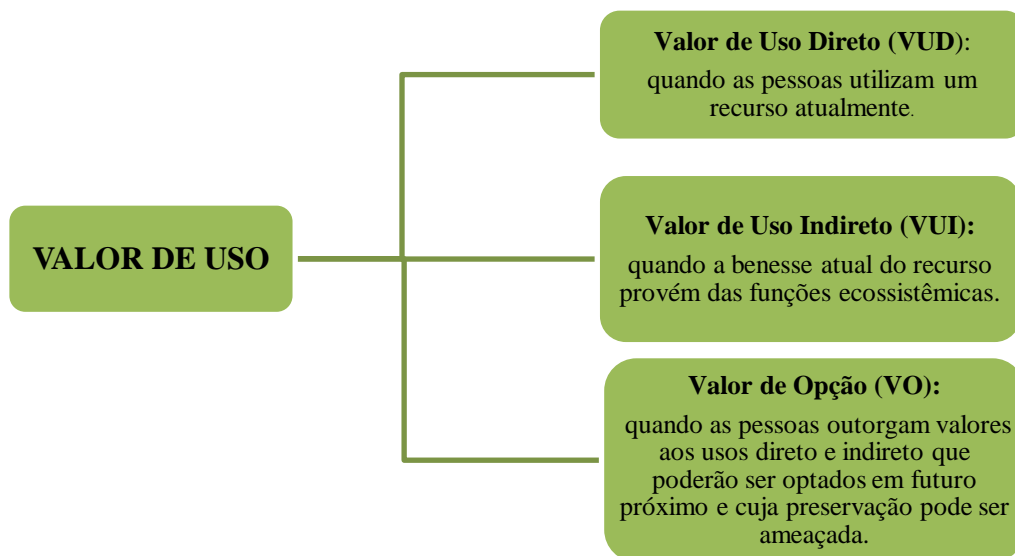 VALOR DE USO
Valor de Uso Direto (VUD):
quando as pessoas utilizam um
recurso atualmente.
Valor de Uso Indireto (VUI):
quando a benesse atual do recurso
provém das funções ecossistêmicas.
Valor de Opção (VO):
quando as pessoas outorgam valores
aos usos direto e indireto que
poderão ser optados em futuro
próximo e cuja preservação pode ser
ameaçada.